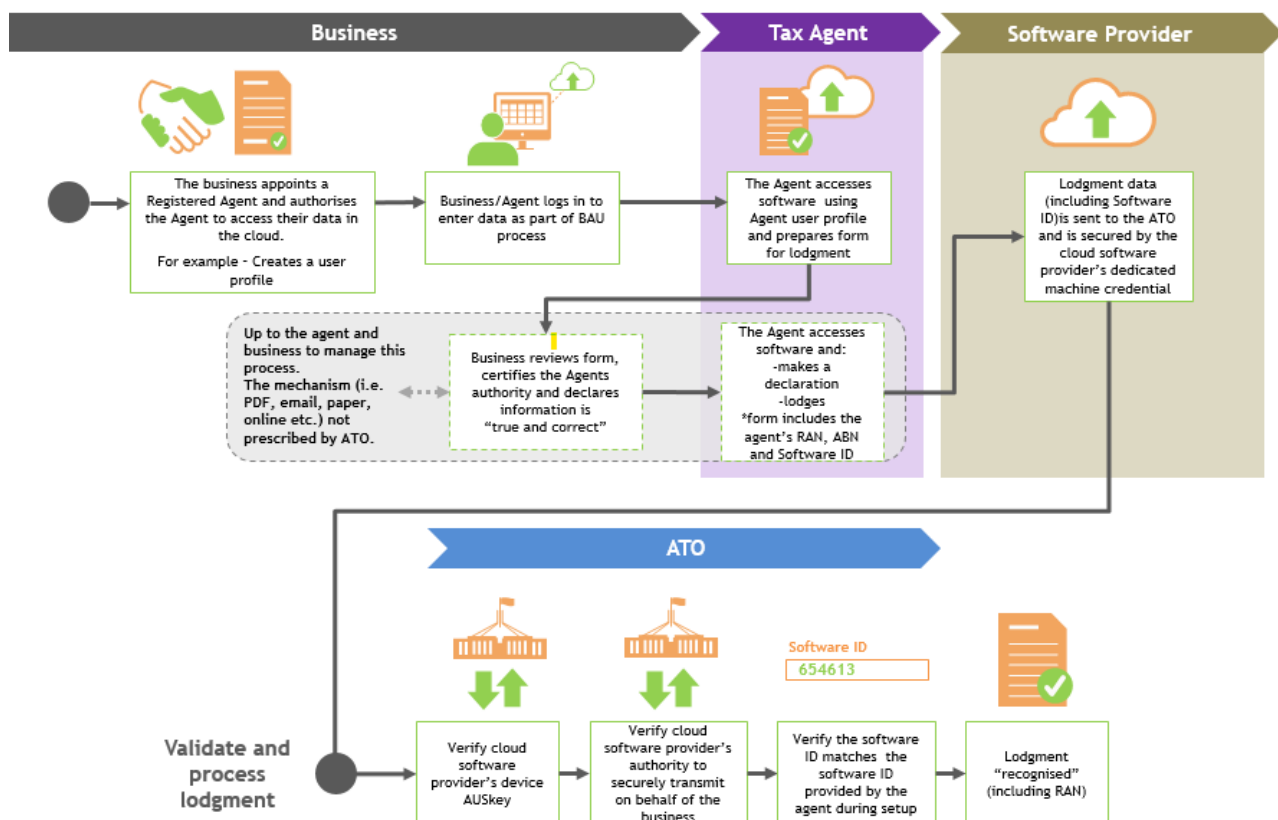 Business
Tax Agent
Software Provider
The business appoints a
Registered Agent and authorises
the Agent to access their data in
the cloud.
For example - Creates a user
profile
Business/Agent logs in to
enter data as part of BAU
process
The Agent accesses
software using
Agent user profile
and prepares form
for lodgment
Lodgment data
(including Software
ID)is sent to the ATO
and is secured by the
cloud software
provider's dedicated
machine credential
Up to the agent and
business to manage this
process.
The mechanism (i.e.
PDF, email, paper,
online etc.) not
prescribed by ATO.
Business reviews form,
certifies the Agents
authority and declares
information is
"true and correct"
The Agent accesses
software and:
-makes a
declaration
-lodges
*form includes the
agent's RAN, ABN
and Software ID
ATO
Software ID
654613
Validate and
process
lodgment
Verify cloud
software
provider's device
AUSkey
Verify cloud
software provider's
authority to
securely transmit
on behalf of the
business
Verify the software
ID matches the
software ID
provided by the
agent during setup
Lodgment
"recognised"
(including RAN)